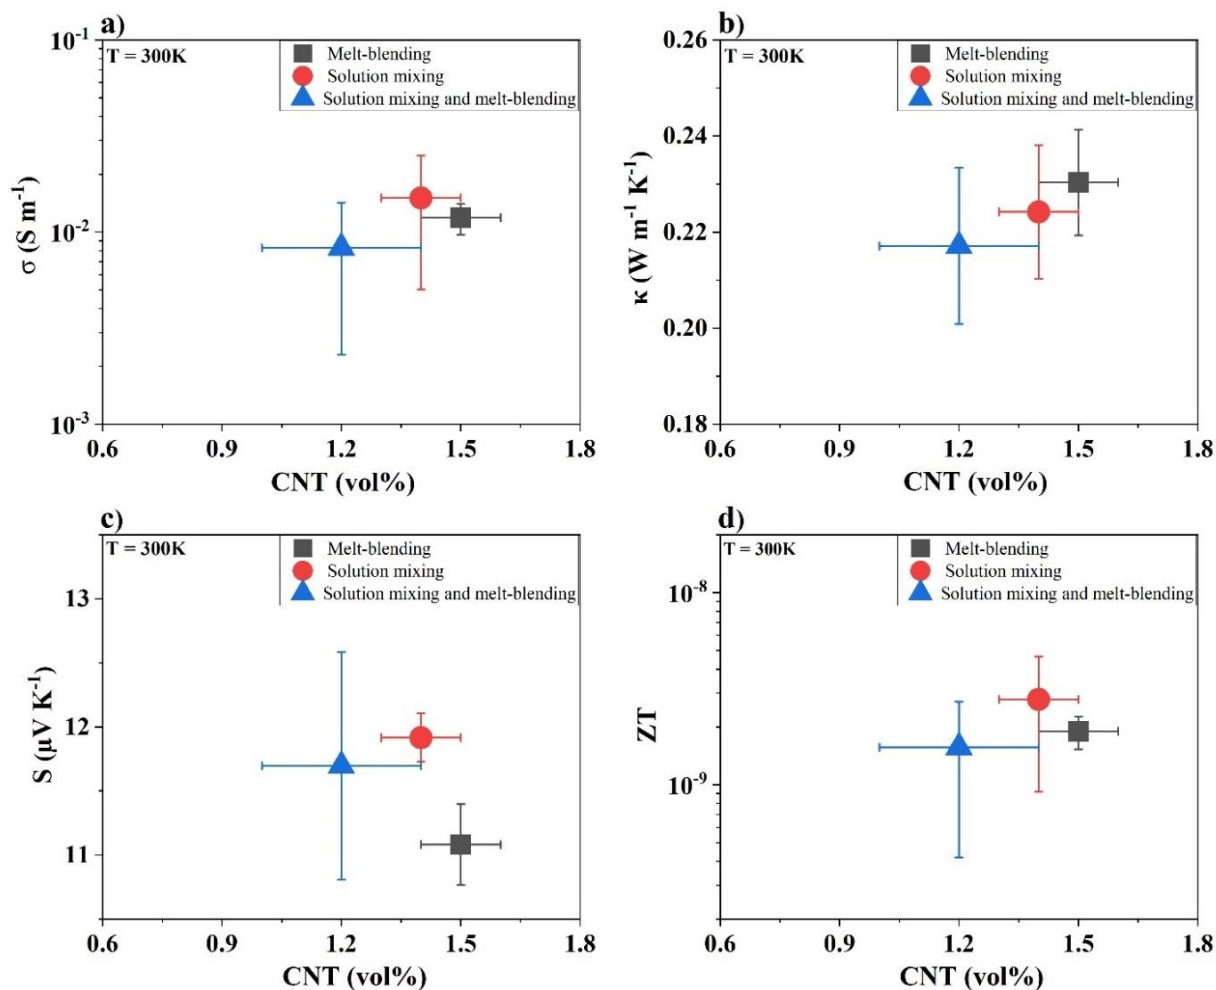 a)
T = 300K
Melt-blending
Solution mixing
Solution mixing and melt-blending
10⁻¹
10⁻²
10⁻³
σ (S m⁻¹)
0.6 0.9 1.2 1.5 1.8
CNT (vol%)
b)
T = 300K
Melt-blending
Solution mixing
Solution mixing and melt-blending
0.26
0.24
0.22
0.20
0.18
κ (W m⁻¹ K⁻¹)
0.6 0.9 1.2 1.5 1.8
CNT (vol%)
c)
T = 300K
Melt-blending
Solution mixing
Solution mixing and melt-blending
13
12
11
S (μV K⁻¹)
0.6 0.9 1.2 1.5 1.8
CNT (vol%)
d)
T = 300K
Melt-blending
Solution mixing
Solution mixing and melt-blending
10⁻⁸
10⁻⁹
ZT
0.6 0.9 1.2 1.5 1.8
CNT (vol%)